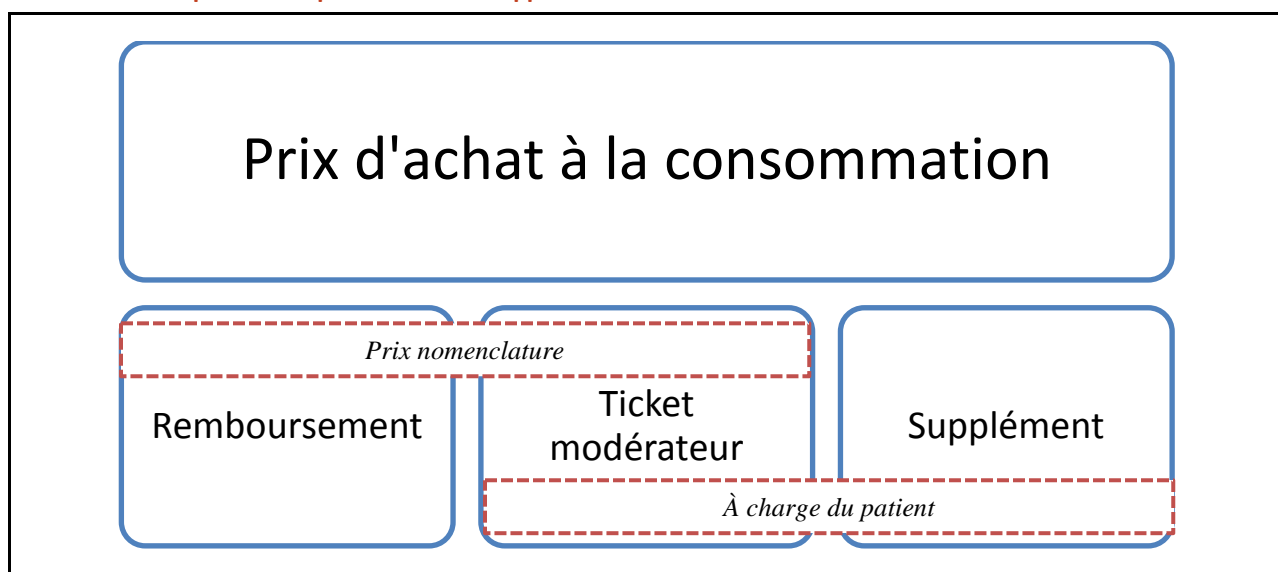 Prix d'achat à la consommation
Prix nomenclature
Remboursement
Ticket
modérateur
Supplément
À charge du patient